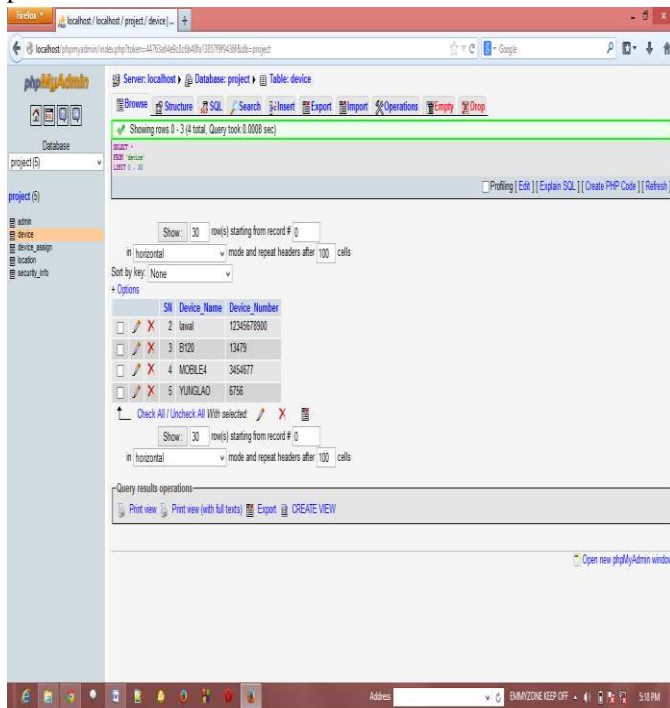 Firefox
localhost / localhost / project / device | ...
localhost/phpmyadmin/index.php?token=
Google
phpMyAdmin
Database
project (5)
project (5)
admin
device
device_assign
location
security_info
Server: localhost Database: project Table: device
Browse Structure SQL Search Insert Export Import Operations Empty Drop
Showing rows 0 - 3 (4 total, Query took 0.0008 sec)
SELECT *
FROM `device`
LIMIT 0 , 30
Profiling [ Edit ] [ Explain SQL ] [ Create PHP Code ] [ Refresh ]
Show: 30 row(s) starting from record # 0
in horizontal mode and repeat headers after 100 cells
Sort by key: None
+ Options
SN Device_Name Device_Number
2 lawal 12345678900
3 B120 13479
4 MOBILE4 3454677
5 YUNGLAO 6756
Check All / Uncheck All With selected:
Show: 30 row(s) starting from record # 0
in horizontal mode and repeat headers after 100 cells
Query results operations
Print view Print view (with full texts) Export CREATE VIEW
Open new phpMyAdmin window
Address
EMMYZONE KEEP OFF
5:18 PM